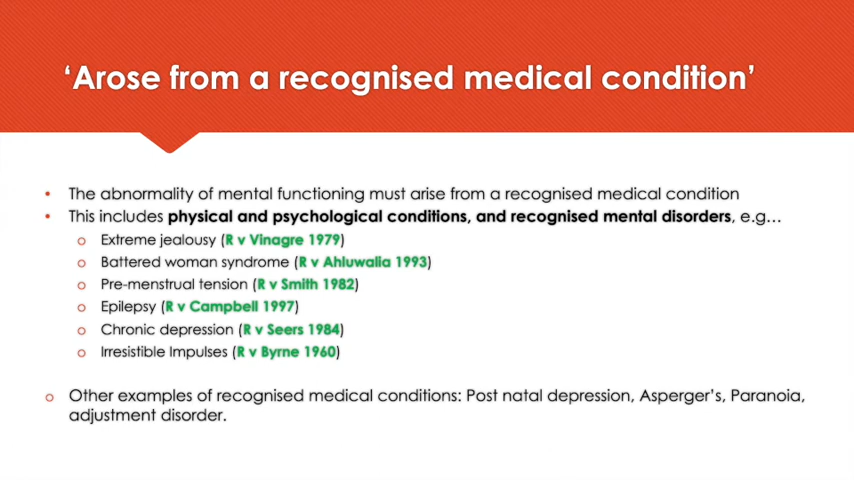 ‘Arose from a recognised medical condition’
• The abnormality of mental functioning must arise from a recognised medical condition
• This includes physical and psychological conditions, and recognised mental disorders, e.g…
o Extreme jealousy (R v Vinagre 1979)
o Battered woman syndrome (R v Ahluwalia 1993)
o Pre-menstrual tension (R v Smith 1982)
o Epilepsy (R v Campbell 1997)
o Chronic depression (R v Seers 1984)
o Irresistible Impulses (R v Byrne 1960)
o Other examples of recognised medical conditions: Post natal depression, Asperger’s, Paranoia,
adjustment disorder.